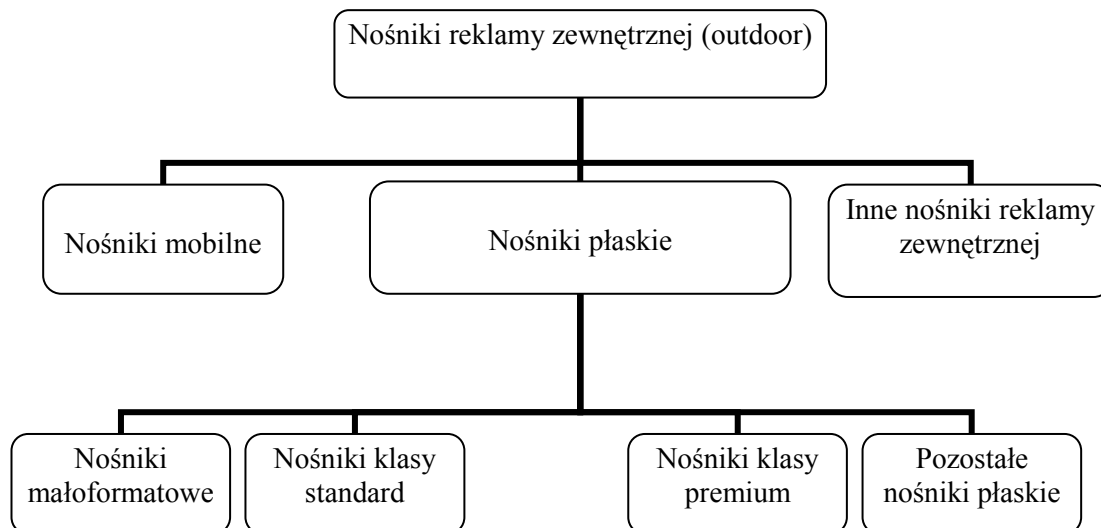 Nośniki reklamy zewnętrznej (outdoor)
Nośniki mobilne
Nośniki płaskie
Inne nośniki reklamy
zewnętrznej
Nośniki
małoformatowe
Nośniki klasy
standard
Nośniki klasy
premium
Pozostałe
nośniki płaskie